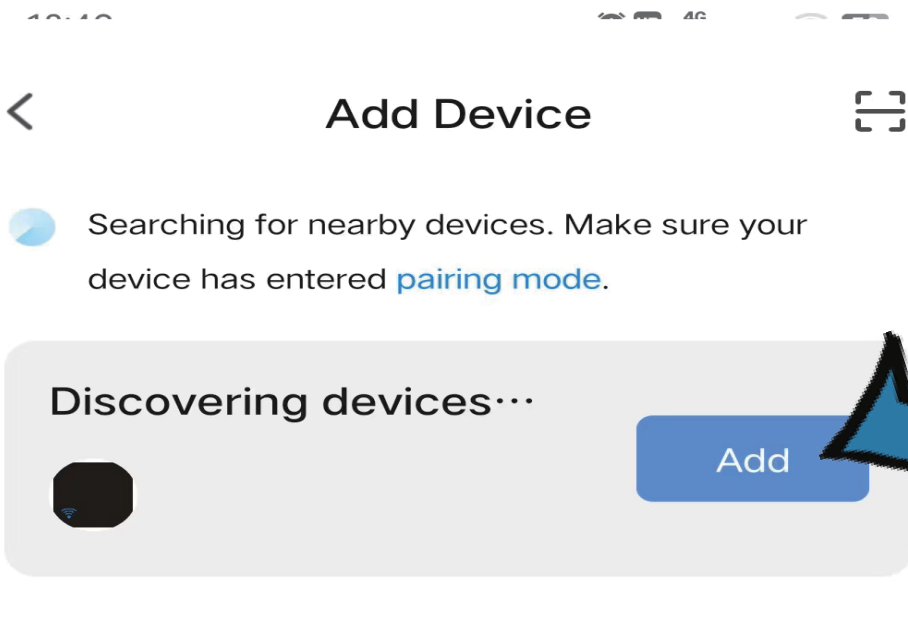 Add Device
Searching for nearby devices. Make sure your
device has entered pairing mode.
Discovering devices···
Add